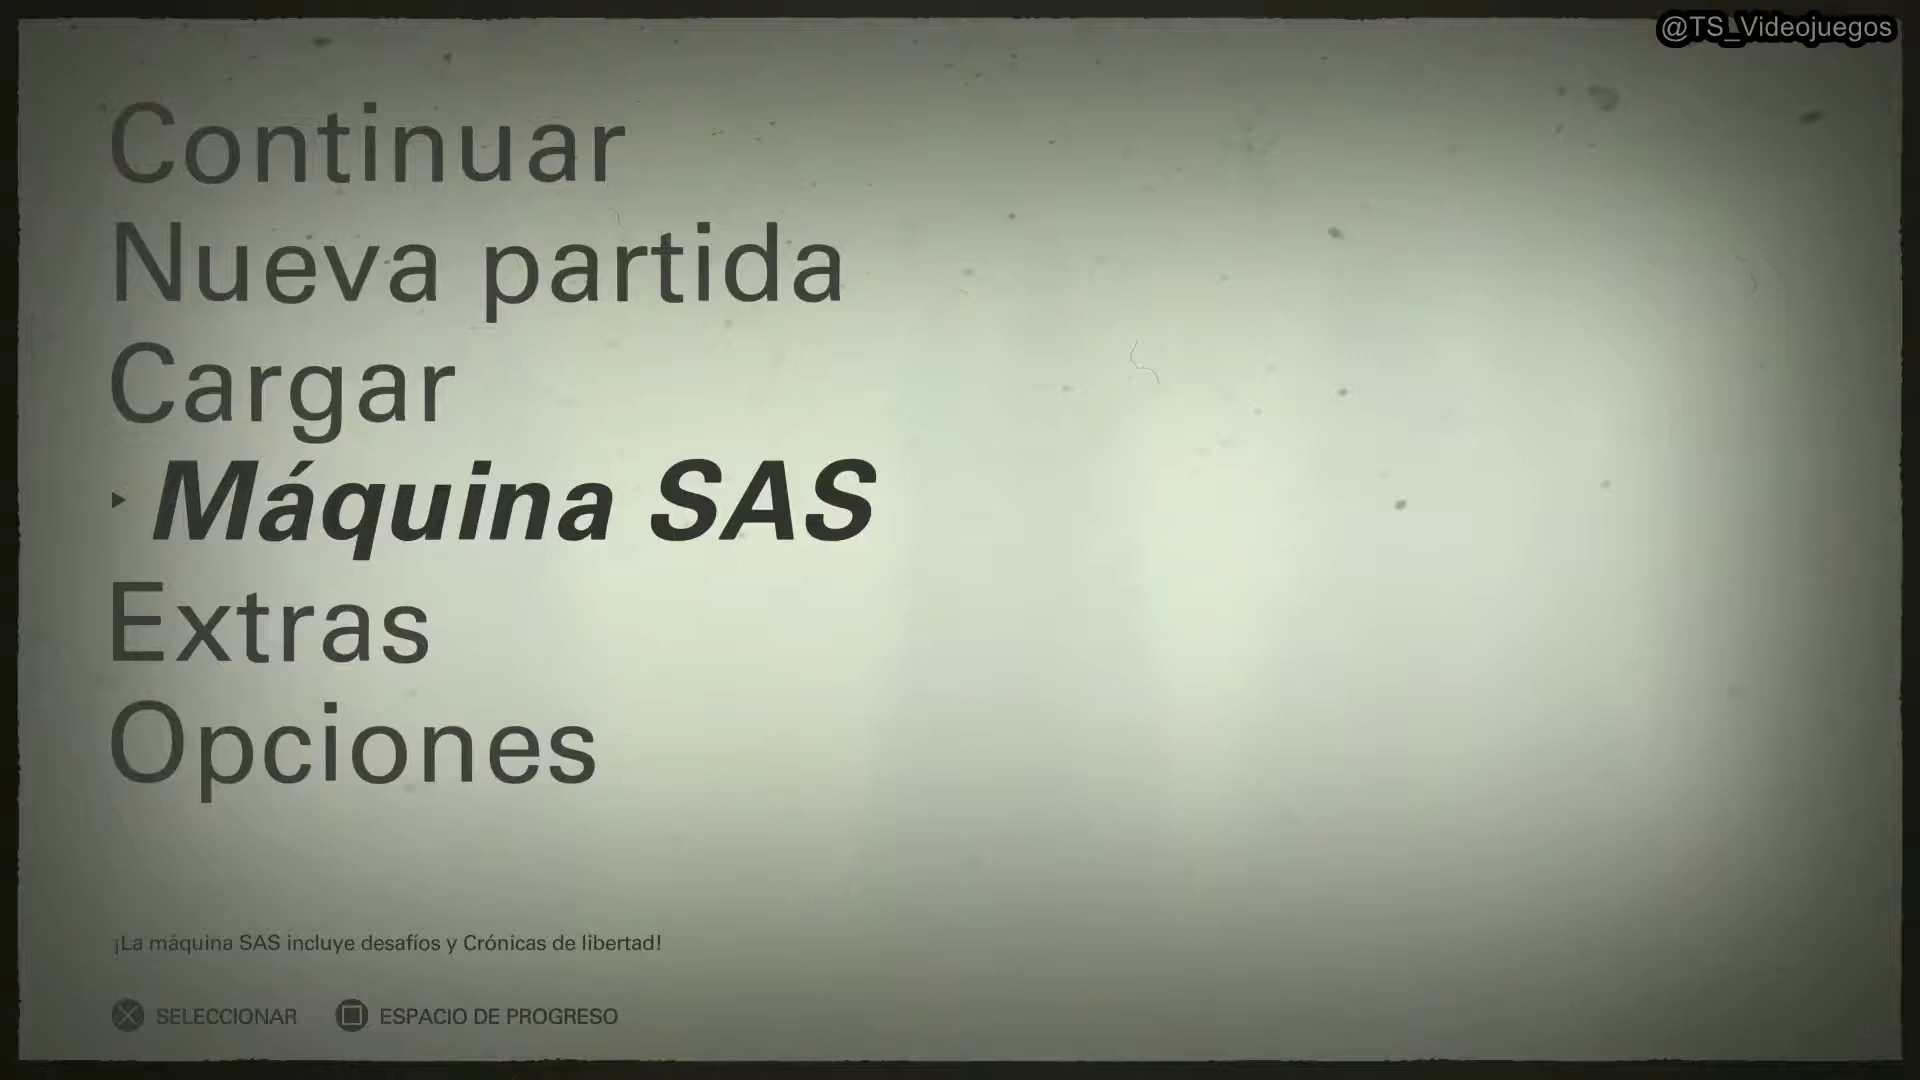 @TS_Videojuegos
Continuar
Nueva partida
Cargar
Máquina SAS
Extras
Opciones
¡La máquina SAS incluye desafíos y Crónicas de libertad!
SELECCIONAR ESPACIO DE PROGRESO